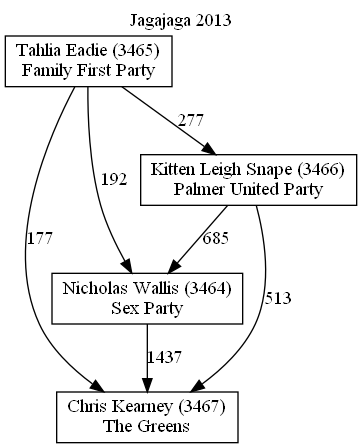 Jagajaga 2013
Tahlia Eadie (3465)
Family First Party
277
192
177
Kitten Leigh Snape (3466)
Palmer United Party
685
513
Nicholas Wallis (3464)
Sex Party
1437
Chris Kearney (3467)
The Greens